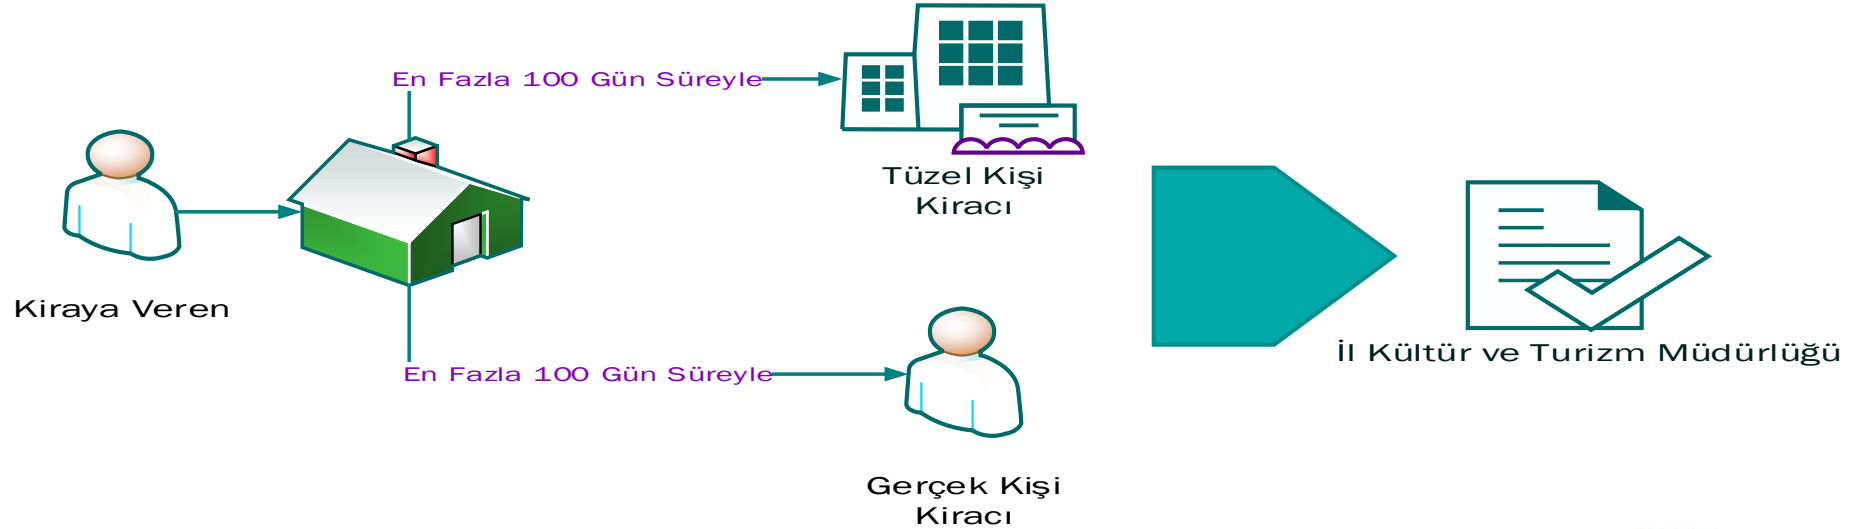 En Fazla 100 Gün Süreyle
Tüzel Kişi
Kiracı
Kiraya Veren
İl Kültür ve Turizm Müdürlüğü
En Fazla 100 Gün Süreyle
Gerçek Kişi
Kiracı